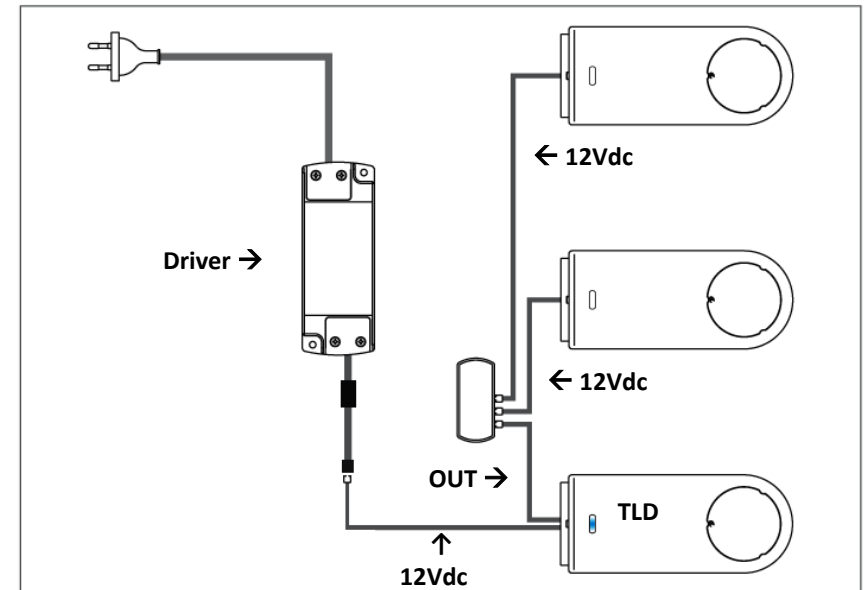 ← 12Vdc
Driver →
← 12Vdc
OUT →
TLD
↑
12Vdc